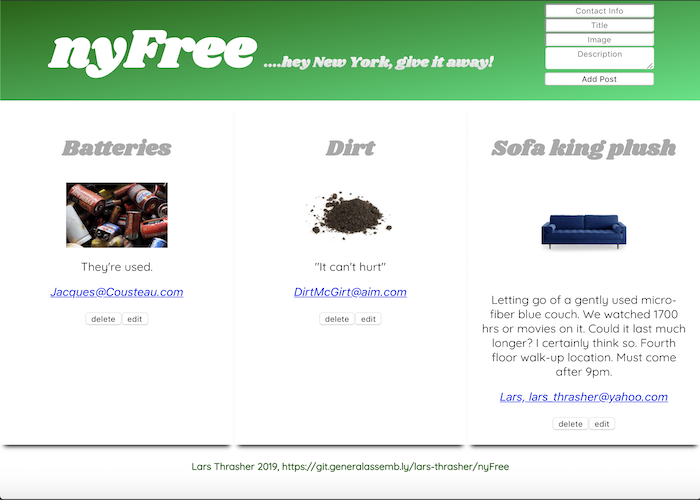 nyFree ....hey New York, give it away!
Contact Info
Title
Image
Description
Add Post
Batteries
They're used.
Jacques@Cousteau.com
delete edit
Dirt
"It can't hurt"
DirtMcGirt@aim.com
delete edit
Sofa king plush
Letting go of a gently used micro-
fiber blue couch. We watched 1700
hrs or movies on it. Could it last much
longer? I certainly think so. Fourth
floor walk-up location. Must come
after 9pm.
Lars, lars_thrasher@yahoo.com
delete edit
Lars Thrasher 2019, https://git.generalassemb.ly/lars-thrasher/nyFree